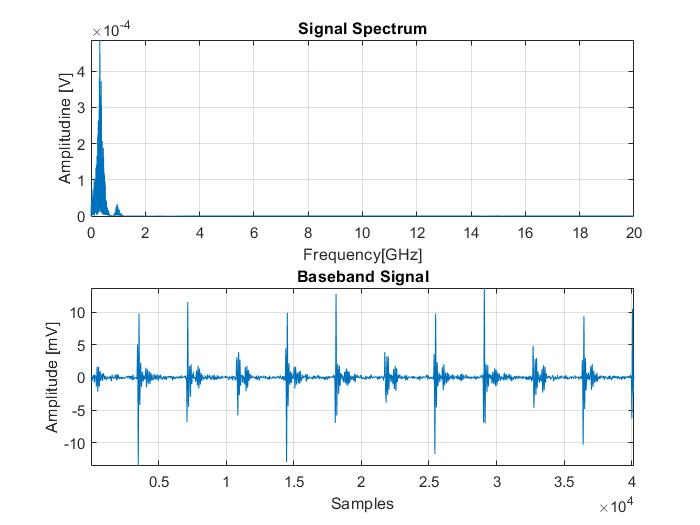 Signal Spectrum
×10⁻⁴
Amplitudine [V]
4
3
2
1
0
0 2 4 6 8 10 12 14 16 18 20
Frequency[GHz]
Baseband Signal
Amplitude [mV]
10
5
0
-5
-10
0.5 1 1.5 2 2.5 3 3.5 4
Samples
×10⁴